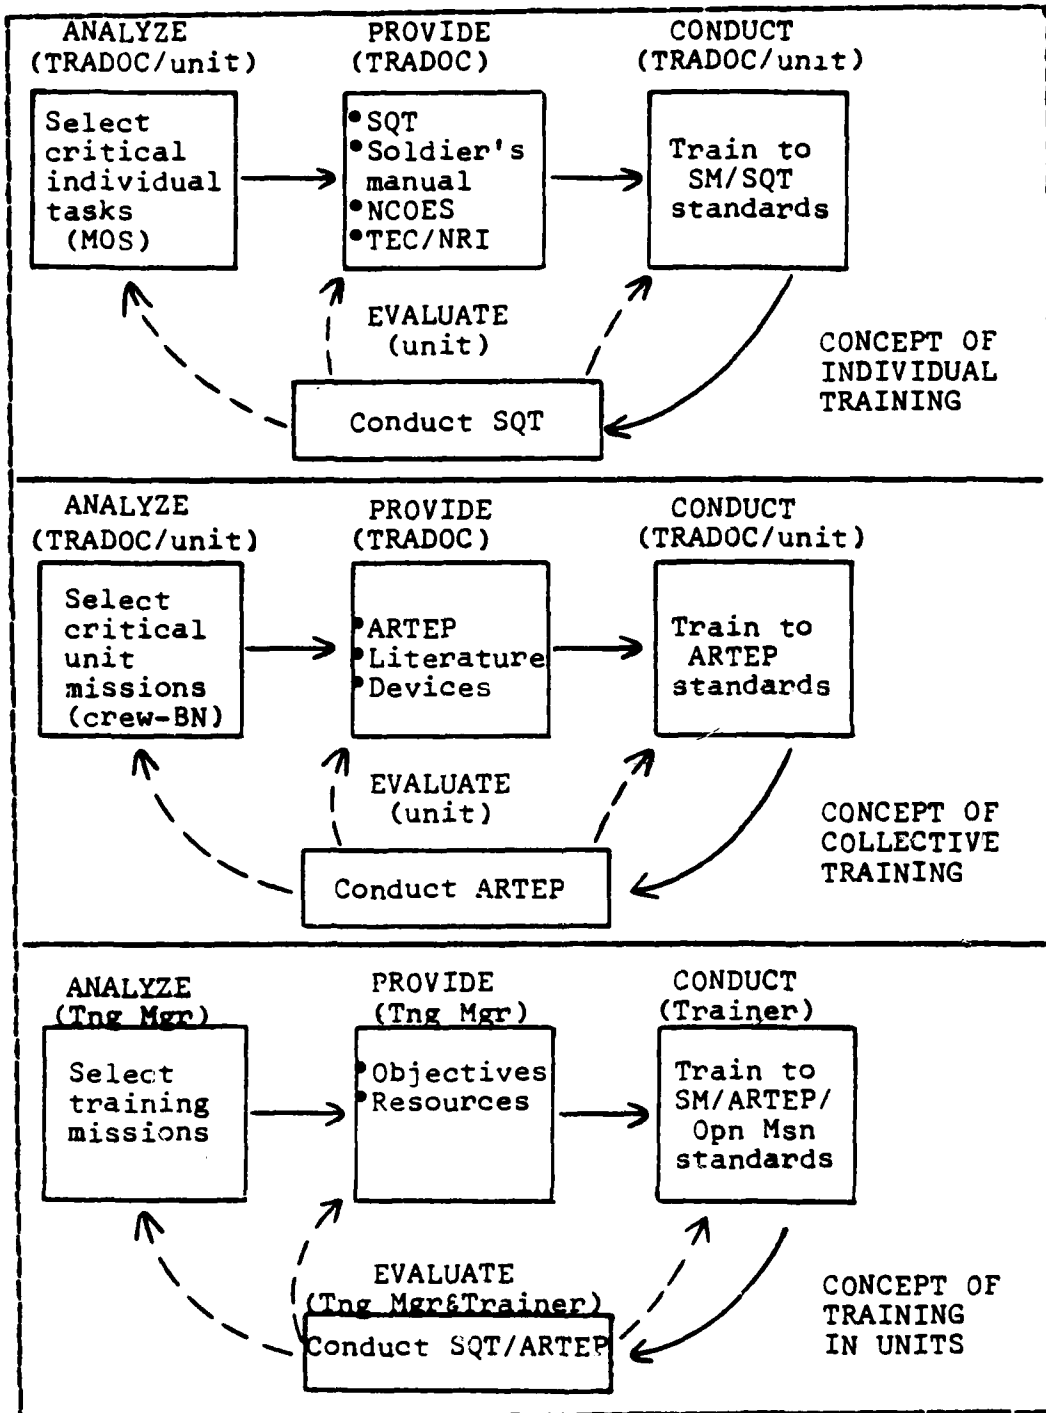 ANALYZE
(TRADOC/unit)
PROVIDE
(TRADOC)
CONDUCT
(TRADOC/unit)
Select
critical
individual
tasks
(MOS)
•SQT
•Soldier's
manual
•NCOES
•TEC/NRI
Train to
SM/SQT
standards
EVALUATE
(unit)
Conduct SQT
CONCEPT OF
INDIVIDUAL
TRAINING
ANALYZE
(TRADOC/unit)
PROVIDE
(TRADOC)
CONDUCT
(TRADOC/unit)
Select
critical
unit
missions
(crew-BN)
•ARTEP
•Literature
•Devices
Train to
ARTEP
standards
EVALUATE
(unit)
Conduct ARTEP
CONCEPT OF
COLLECTIVE
TRAINING
ANALYZE
(Tng Mgr)
PROVIDE
(Tng Mgr)
CONDUCT
(Trainer)
Select
training
missions
•Objectives
•Resources
Train to
SM/ARTEP/
Opn Msn
standards
EVALUATE
(Tng Mgr&Trainer)
Conduct SQT/ARTEP
CONCEPT OF
TRAINING
IN UNITS